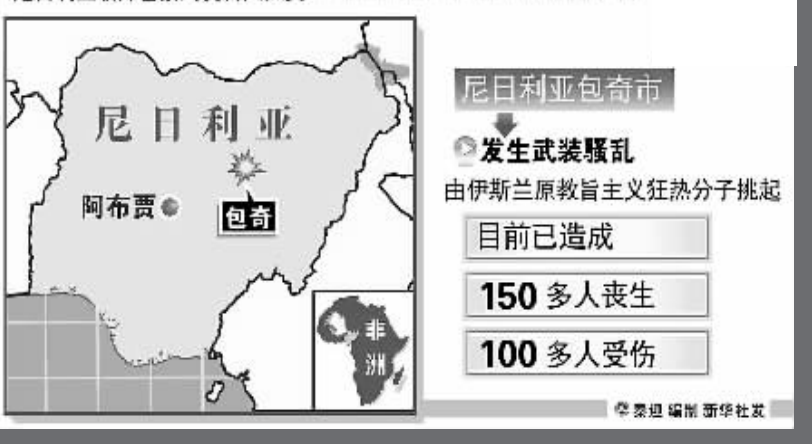 尼日利亚
阿布贾
包奇
非
洲
尼日利亚包奇市
发生武装骚乱
由伊斯兰原教旨主义狂热分子挑起
目前已造成
150 多人丧生
100 多人受伤
编制 新华社发